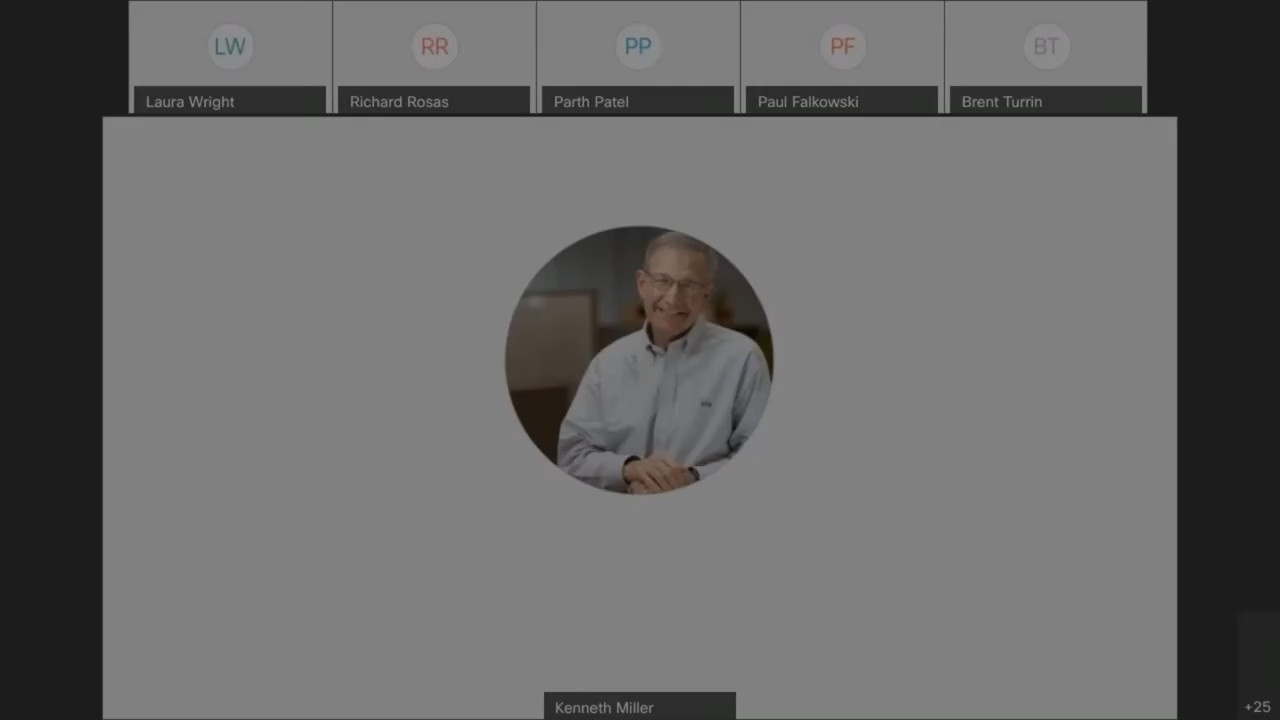 LW
RR
PP
PF
BT
Laura Wright
Richard Rosas
Parth Patel
Paul Falkowski
Brent Turrin
Kenneth Miller
+25